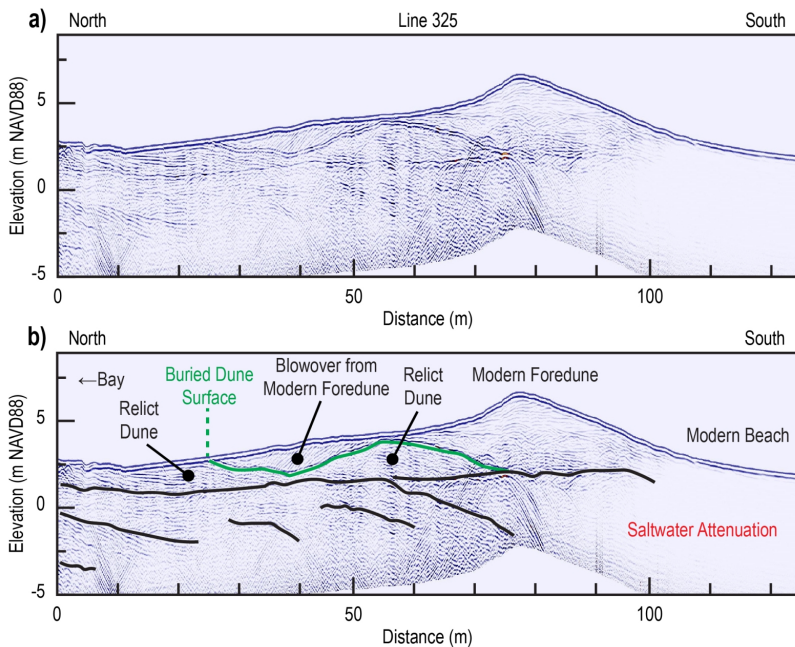 a)
North
Line 325
South
Elevation (m NAVD88)
5
0
-5
0
50
100
Distance (m)
b)
North
South
←Bay
Relict
Dune
Buried Dune
Surface
Blowover from
Modern Foredune
Relict
Dune
Modern Foredune
Modern Beach
Saltwater Attenuation
Elevation (m NAVD88)
5
0
-5
0
50
100
Distance (m)